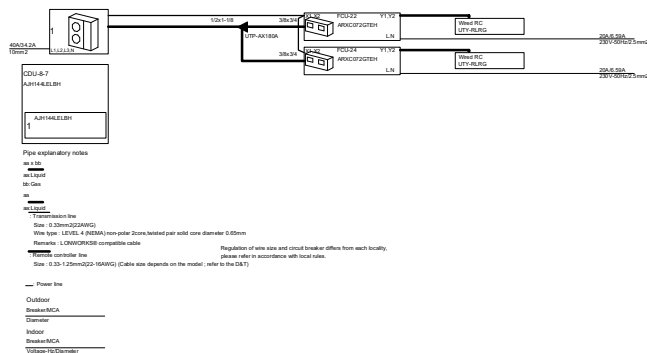 1
L1,L2,L3,N
40A/34.2A
10mm2
1/2x1-1/8
UTP-AX180A
3/8x3/4
X1,X2
FCU-22
Y1,Y2
ARXC072GTEH
L.N
Wired RC
UTY-RLRG
20A/6.59A
230V-50Hz/2.5mm2
3/8x3/4
X1,X2
FCU-24
Y1,Y2
ARXC072GTEH
L.N
Wired RC
UTY-RLRG
20A/6.59A
230V-50Hz/2.5mm2
CDU-8-7
AJH144LELBH
AJH144LELBH
1
Pipe explanatory notes
aa x bb
aa:Liquid
bb:Gas
aa
aa:Liquid
: Transmission line
Size : 0.33mm2(22AWG)
Wire type : LEVEL 4 (NEMA) non-polar 2core,twisted pair solid core diameter 0.65mm
Remarks : LONWORKS® compatible cable
: Remote controller line
Size : 0.33-1.25mm2(22-16AWG) (Cable size depends on the model ; refer to the D&T)
Regulation of wire size and circuit breaker differs from each locality,
please refer in accordance with local rules.
: Power line
Outdoor
Breaker/MCA
Diameter
Indoor
Breaker/MCA
Voltage-Hz/Diameter